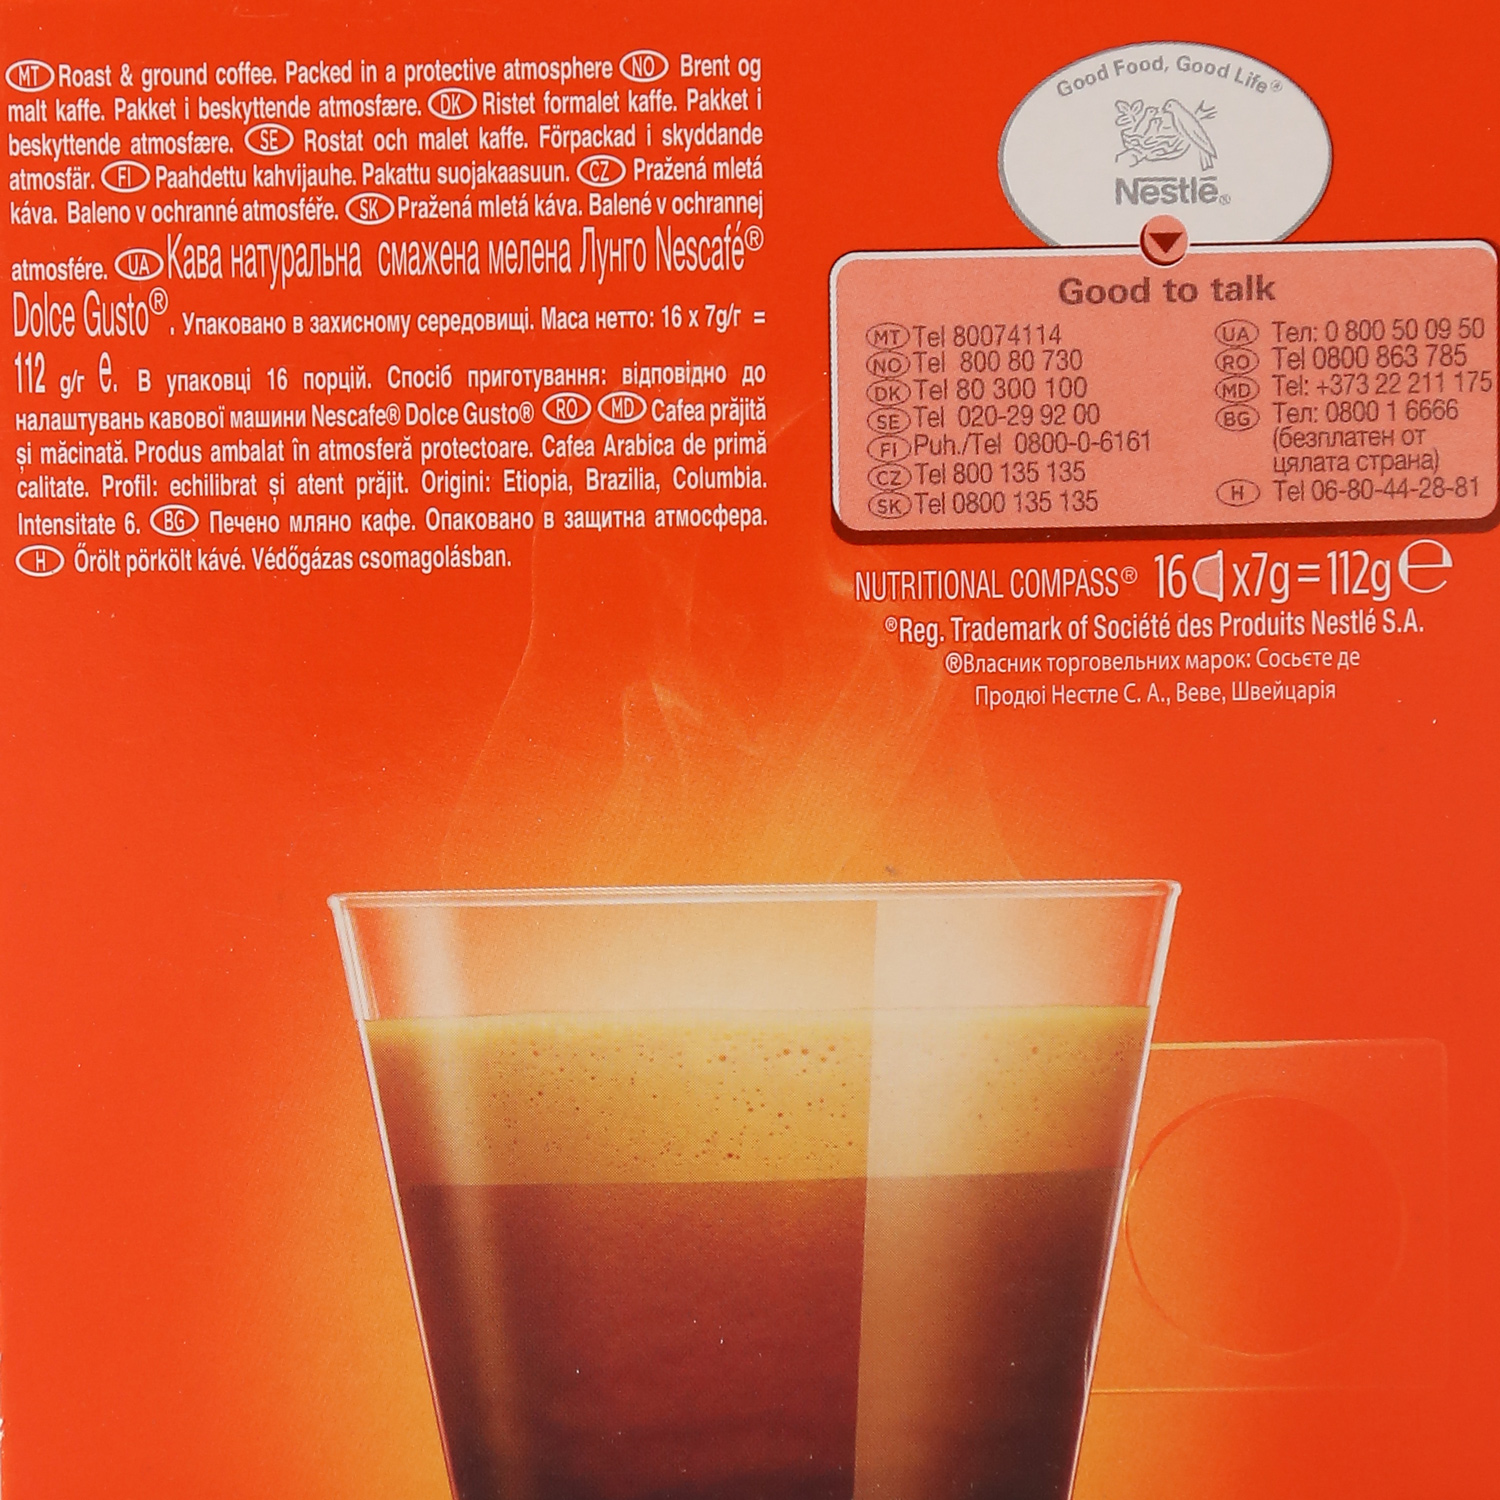 MT Roast & ground coffee. Packed in a protective atmosphere NO Brent og
malt kaffe. Pakket i beskyttende atmosfære. DK Ristet formalet kaffe. Pakket i
beskyttende atmosfære. SE Rostat och malet kaffe. Förpackad i skyddande
atmosfär. FI Paahdettu kahvijauhe. Pakattu suojakaasuun. CZ Pražená mletá
káva. Baleno v ochranné atmosféře. SK Pražená mletá káva. Balené v ochrannej
atmosfére. UA Кава натуральна смажена мелена Лунго Nescafé®
Dolce Gusto®. Упаковано в захисному середовищі. Маса нетто: 16 x 7g/г =
112 g/г e. В упаковці 16 порцій. Спосіб приготування: відповідно до
налаштувань кавової машини Nescafe® Dolce Gusto® RO MD Cafea prăjită
și măcinată. Produs ambalat în atmosferă protectoare. Cafea Arabica de primă
calitate. Profil: echilibrat și atent prăjit. Origini: Etiopia, Brazilia, Columbia.
Intensitate 6. BG Печено мляно кафе. Опаковано в защитна атмосфера.
H Őrölt pörkölt kávé. Védőgázas csomagolásban.
Good Food, Good Life®
Nestlé®
Good to talk
MT Tel 80074114
NO Tel 800 80 730
DK Tel 80 300 100
SE Tel 020-29 92 00
FI Puh./Tel 0800-0-6161
CZ Tel 800 135 135
SK Tel 0800 135 135
UA Тел: 0 800 50 09 50
RO Tel 0800 863 785
MD Tel: +373 22 211 175
BG Тел: 0800 1 6666
(безплатен от
цялата страна)
H Tel 06-80-44-28-81
NUTRITIONAL COMPASS® 16 x7g=112g e
®Reg. Trademark of Société des Produits Nestlé S.A.
®Власник торговельних марок: Сосьєте де
Продюі Нестле С. А., Веве, Швейцарія